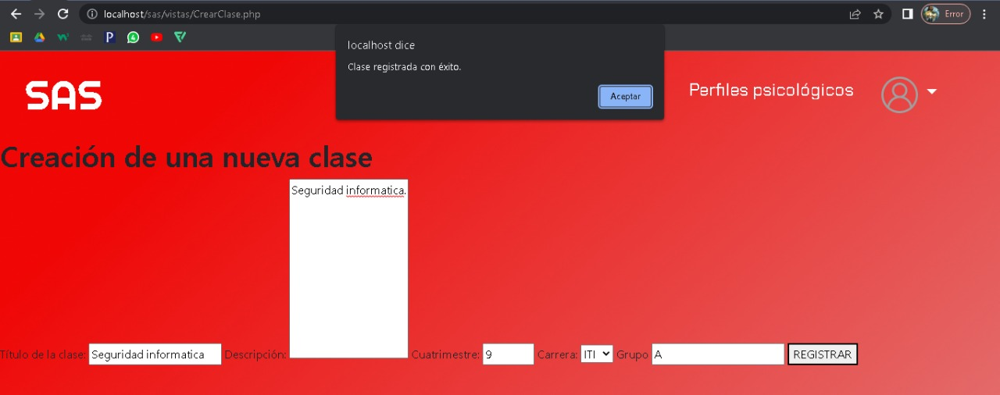 localhost/sas/vistas/CrearClase.php
Error
P
4
localhost dice
Clase registrada con éxito.
Aceptar
SAS
Perfiles psicológicos
Creación de una nueva clase
Seguridad informatica.
Título de la clase: Seguridad informatica Descripción: Cuatrimestre: 9 Carrera: ITI Grupo A REGISTRAR